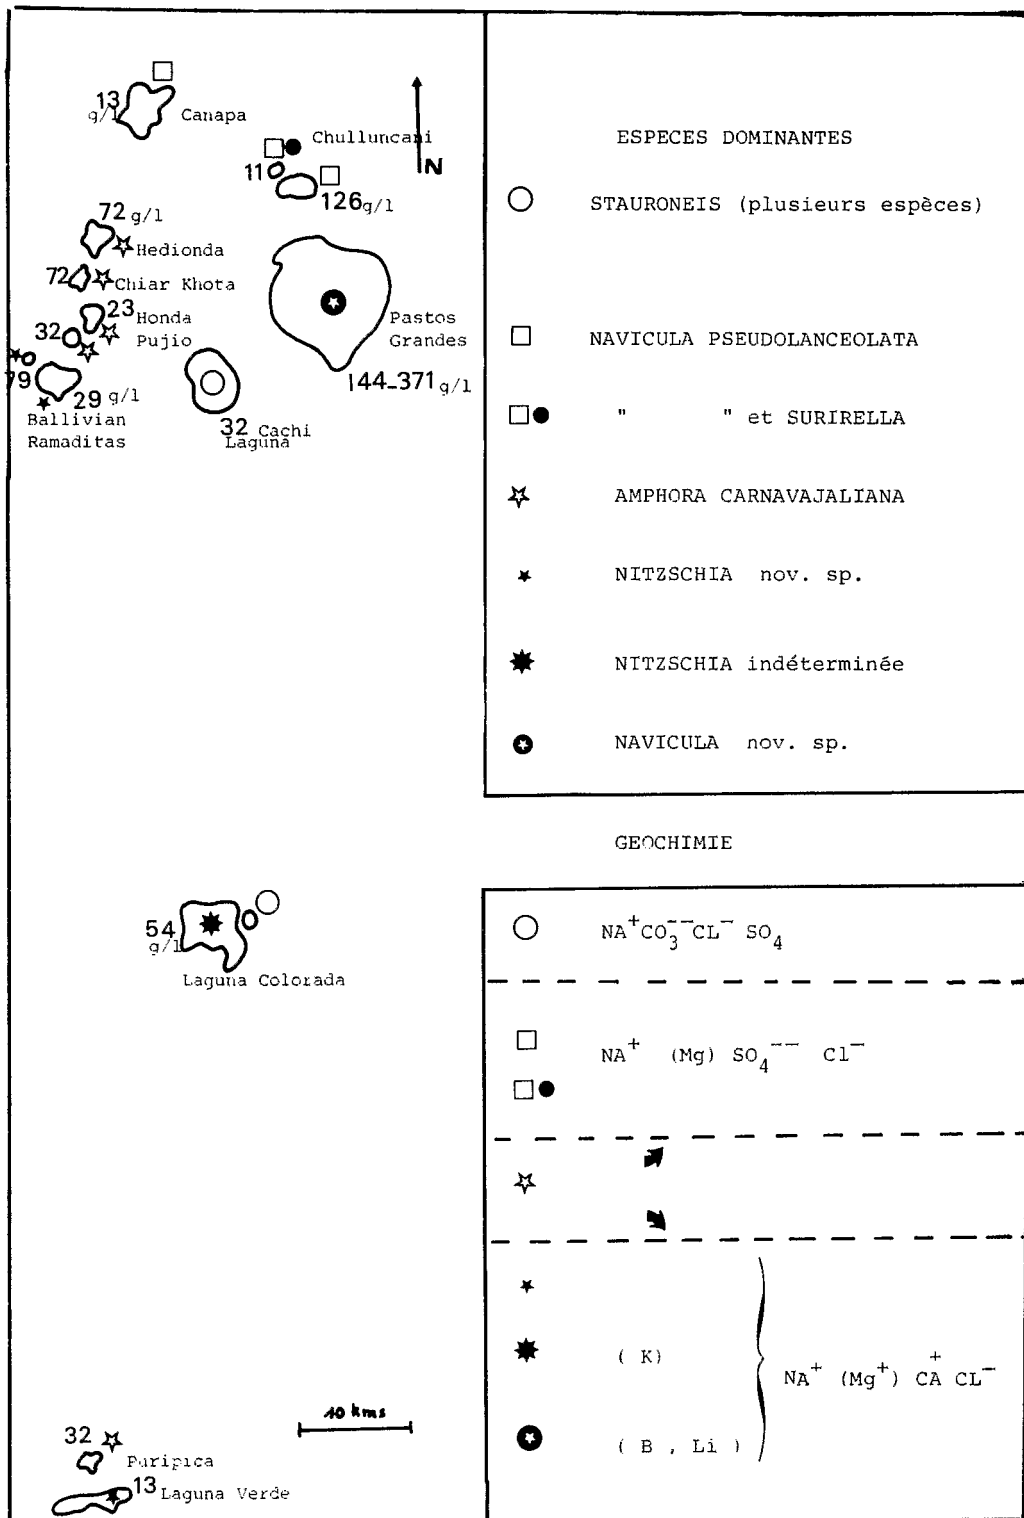 13
g/l
Canapa
Chulluncani
N
11
126 g/l
72 g/l
Hedionda
72
Chiar Khota
23 Honda
Pujio
32
79
29 g/l
Ballivian
Ramaditas
Pastos
Grandes
144-371 g/l
32 Cachi
Laguna
54
g/l
Laguna Colorada
10 kms
32
Puripica
13 Laguna Verde
ESPECES DOMINANTES
STAURONEIS (plusieurs espèces)
NAVICULA PSEUDOLANCEOLATA
" " et SURIRELLA
AMPHORA CARNAVAJALIANA
NITZSCHIA nov. sp.
NITZSCHIA indéterminée
NAVICULA nov. sp.
GEOCHIMIE
NA+ CO3-- CL- SO4
NA+ (Mg) SO4-- Cl-
( K)
( B , Li )
NA+ (Mg+) CA+ CL-